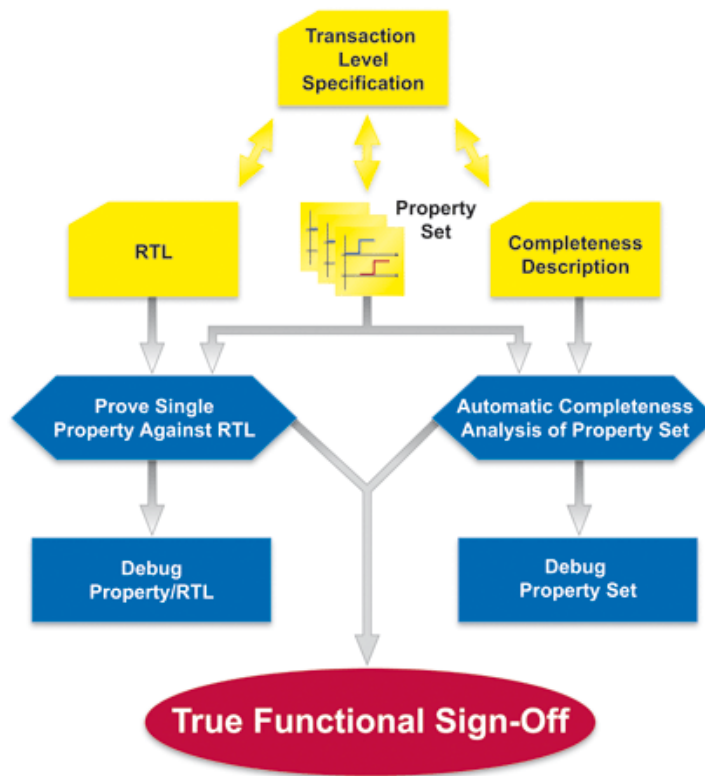 Transaction
Level
Specification
Property
Set
RTL
Completeness
Description
Prove Single
Property Against RTL
Automatic Completeness
Analysis of Property Set
Debug
Property/RTL
Debug
Property Set
True Functional Sign-Off